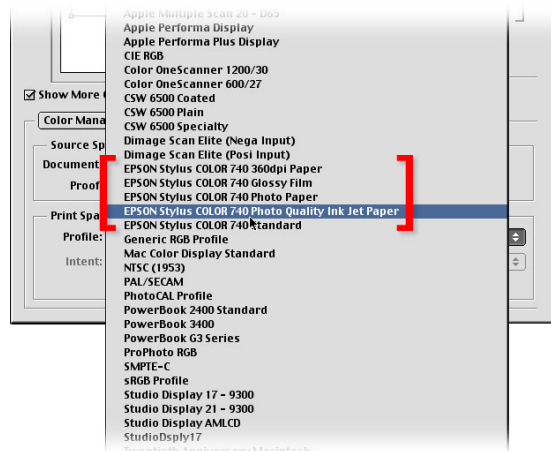 Apple Multiple Scan 20 - D65
Apple Performa Display
Apple Performa Plus Display
CIE RGB
Color OneScanner 1200/30
Color OneScanner 600/27
CSW 6500 Coated
CSW 6500 Plain
CSW 6500 Specialty
Dimage Scan Elite (Nega Input)
Dimage Scan Elite (Posi Input)
EPSON Stylus COLOR 740 360dpi Paper
EPSON Stylus COLOR 740 Glossy Film
EPSON Stylus COLOR 740 Photo Paper
EPSON Stylus COLOR 740 Photo Quality Ink Jet Paper
EPSON Stylus COLOR 740 Standard
Generic RGB Profile
Mac Color Display Standard
NTSC (1953)
PAL/SECAM
PhotoCAL Profile
PowerBook 2400 Standard
PowerBook 3400
PowerBook G3 Series
ProPhoto RGB
SMPTE-C
sRGB Profile
Studio Display 17 - 9300
Studio Display 21 - 9300
Studio Display AMLCD
StudioDsply17
Twentieth Anniversary Macintosh
Show More
Color Mana
Source Sp
Document
Proof
Print Spa
Profile:
Intent: